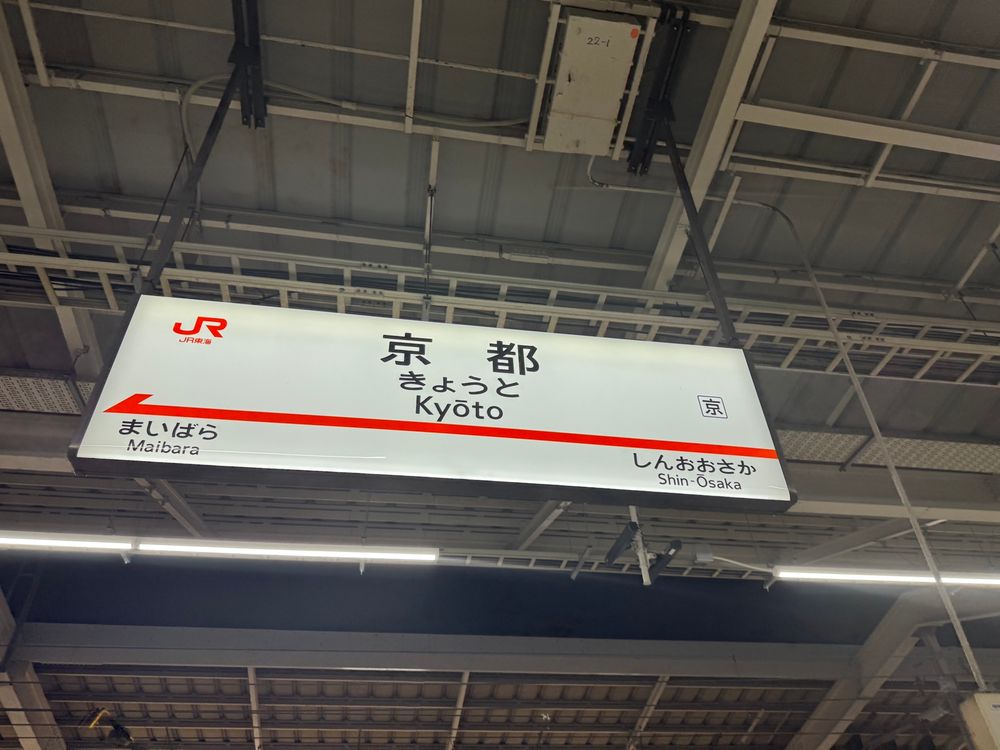 22-1
JR
JR東海
京都
きょうと
Kyōto
京
まいばら
Maibara
しんおおさか
Shin-Ōsaka